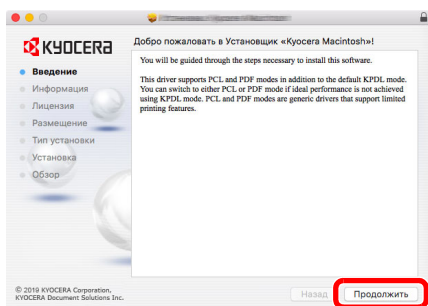 KYOCERA
Добро пожаловать в Установщик «Kyocera Macintosh»!
Введение
Информация
Лицензия
Размещение
Тип установки
Установка
Обзор
You will be guided through the steps necessary to install this software.
This driver supports PCL and PDF modes in addition to the default KPDL mode.
You can switch to either PCL or PDF mode if ideal performance is not achieved
using KPDL mode. PCL and PDF modes are generic drivers that support limited
printing features.
© 2019 KYOCERA Corporation,
KYOCERA Document Solutions Inc.
Назад
Продолжить